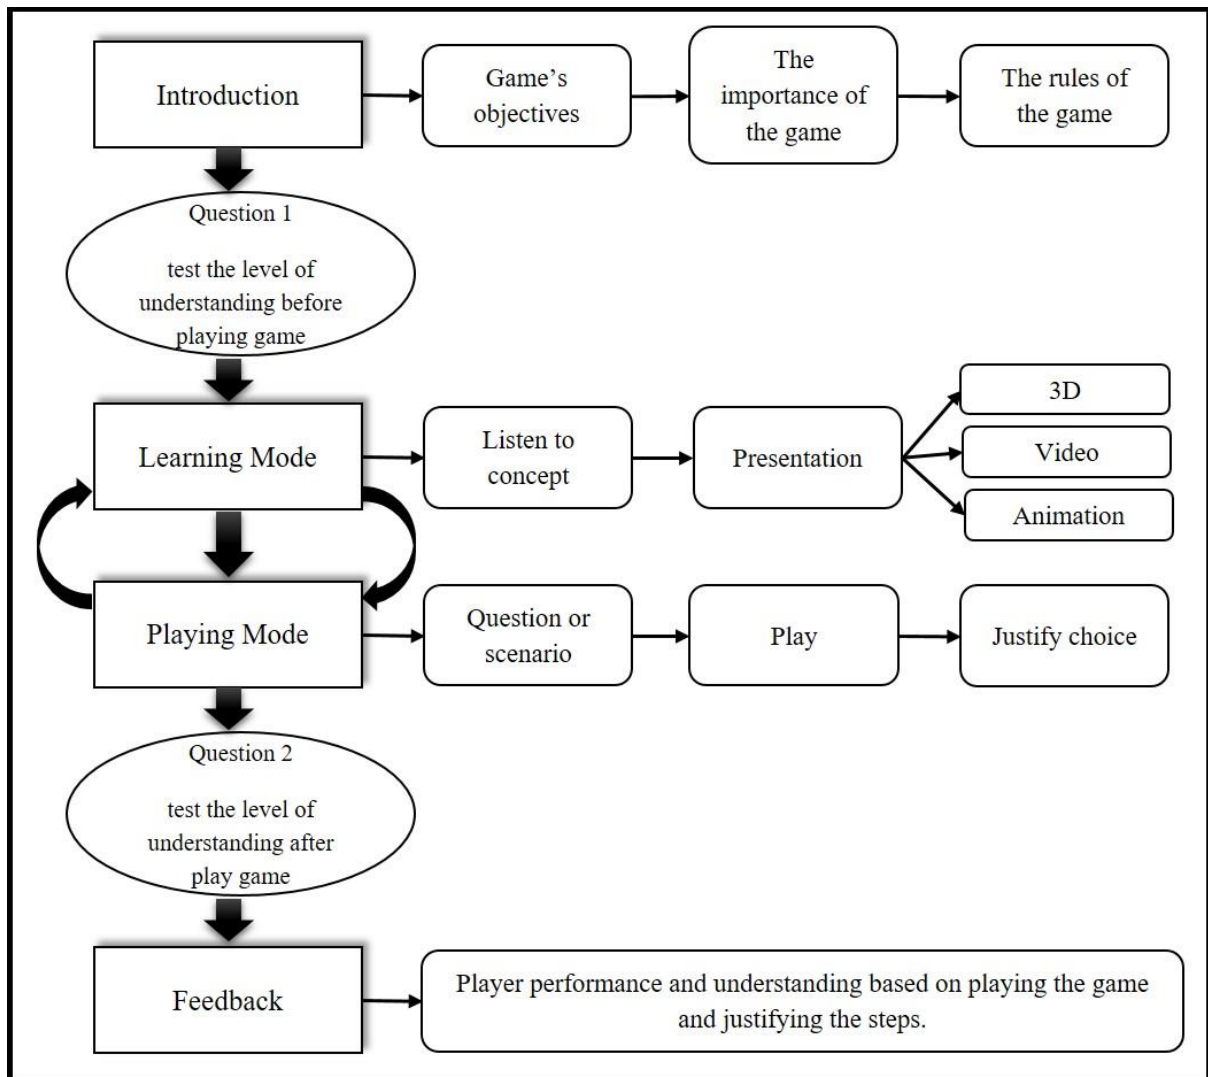 Introduction
Game’s
objectives
The
importance of
the game
The rules of
the game
Question 1
test the level of
understanding before
playing game
Learning Mode
Listen to
concept
Presentation
3D
Video
Animation
Playing Mode
Question or
scenario
Play
Justify choice
Question 2
test the level of
understanding after
play game
Feedback
Player performance and understanding based on playing the game
and justifying the steps.